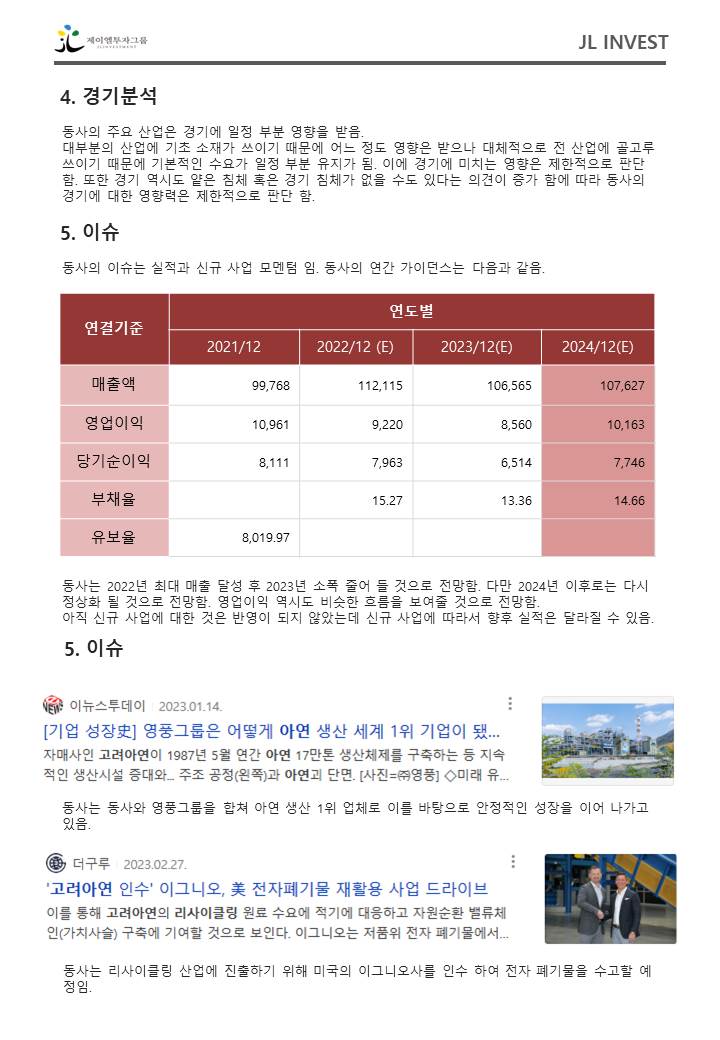 제이엘투자그룹
JLINVESTMENT
JL INVEST
4. 경기분석
동사의 주요 산업은 경기에 일정 부분 영향을 받음.
대부분의 산업에 기초 소재가 쓰이기 때문에 어느 정도 영향은 받으나 대체적으로 전 산업에 골고루
쓰이기 때문에 기본적인 수요가 일정 부분 유지가 됨. 이에 경기에 미치는 영향은 제한적으로 판단
함. 또한 경기 역시도 얕은 침체 혹은 경기 침체가 없을 수도 있다는 의견이 증가 함에 따라 동사의
경기에 대한 영향력은 제한적으로 판단 함.
5. 이슈
동사의 이슈는 실적과 신규 사업 모멘텀 임. 동사의 연간 가이던스는 다음과 같음.
연결기준 연도별
2021/12 2022/12 (E) 2023/12(E) 2024/12(E)
매출액 99,768 112,115 106,565 107,627
영업이익 10,961 9,220 8,560 10,163
당기순이익 8,111 7,963 6,514 7,746
부채율 15.27 13.36 14.66
유보율 8,019.97
동사는 2022년 최대 매출 달성 후 2023년 소폭 줄어 들 것으로 전망함. 다만 2024년 이후로는 다시
정상화 될 것으로 전망함. 영업이익 역시도 비슷한 흐름을 보여줄 것으로 전망함.
아직 신규 사업에 대한 것은 반영이 되지 않았는데 신규 사업에 따라서 향후 실적은 달라질 수 있음.
5. 이슈
이뉴스투데이 2023.01.14.
[기업 성장史] 영풍그룹은 어떻게 아연 생산 세계 1위 기업이 됐...
자매사인 고려아연이 1987년 5월 연간 아연 17만톤 생산체제를 구축하는 등 지속
적인 생산시설 증대와... 주조 공정(왼쪽)과 아연괴 단면. [사진=㈜영풍] ◇미래 유...
동사는 동사와 영풍그룹을 합쳐 아연 생산 1위 업체로 이를 바탕으로 안정적인 성장을 이어 나가고
있음.
더구루 2023.02.27.
'고려아연 인수' 이그니오, 美 전자폐기물 재활용 사업 드라이브
이를 통해 고려아연의 리사이클링 원료 수요에 적기에 대응하고 자원순환 밸류체
인(가치사슬) 구축에 기여할 것으로 보인다. 이그니오는 저품위 전자 폐기물에서...
동사는 리사이클링 산업에 진출하기 위해 미국의 이그니오사를 인수 하여 전자 폐기물을 수고할 예
정임.